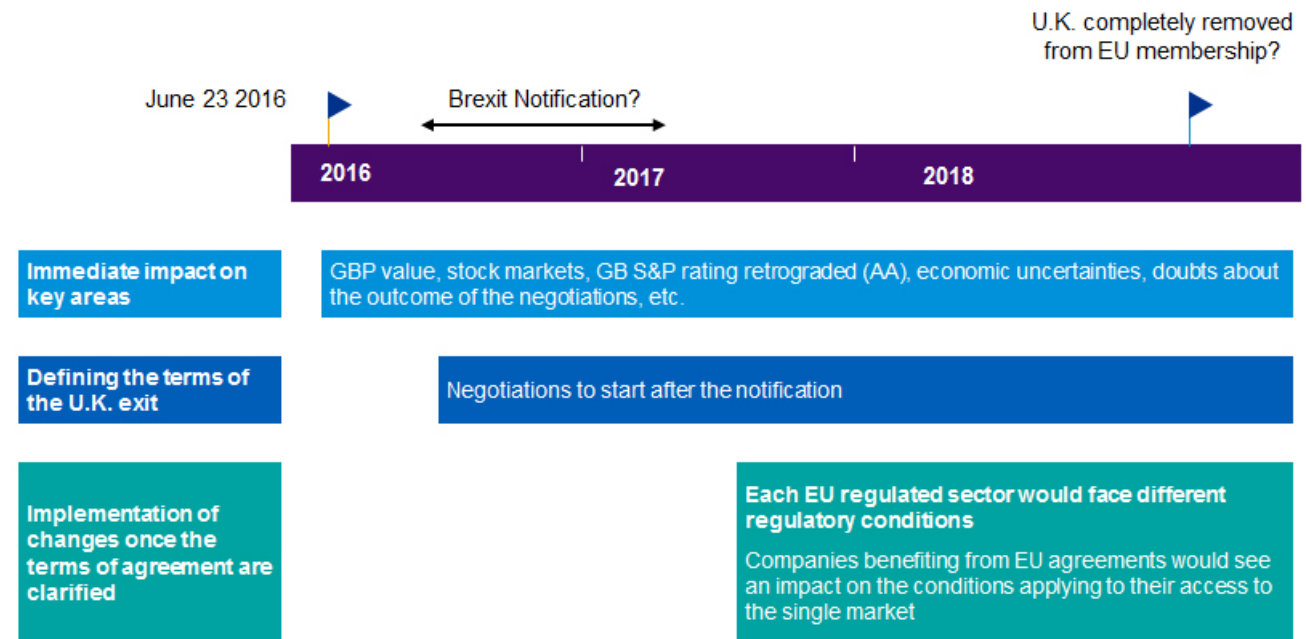 U.K. completely removed
from EU membership?
June 23 2016
Brexit Notification?
2016
2017
2018
Immediate impact on
key areas
GBP value, stock markets, GB S&P rating retrograded (AA), economic uncertainties, doubts about
the outcome of the negotiations, etc.
Defining the terms of
the U.K. exit
Negotiations to start after the notification
Implementation of
changes once the
terms of agreement are
clarified
Each EU regulated sector would face different
regulatory conditions
Companies benefiting from EU agreements would see
an impact on the conditions applying to their access to
the single market